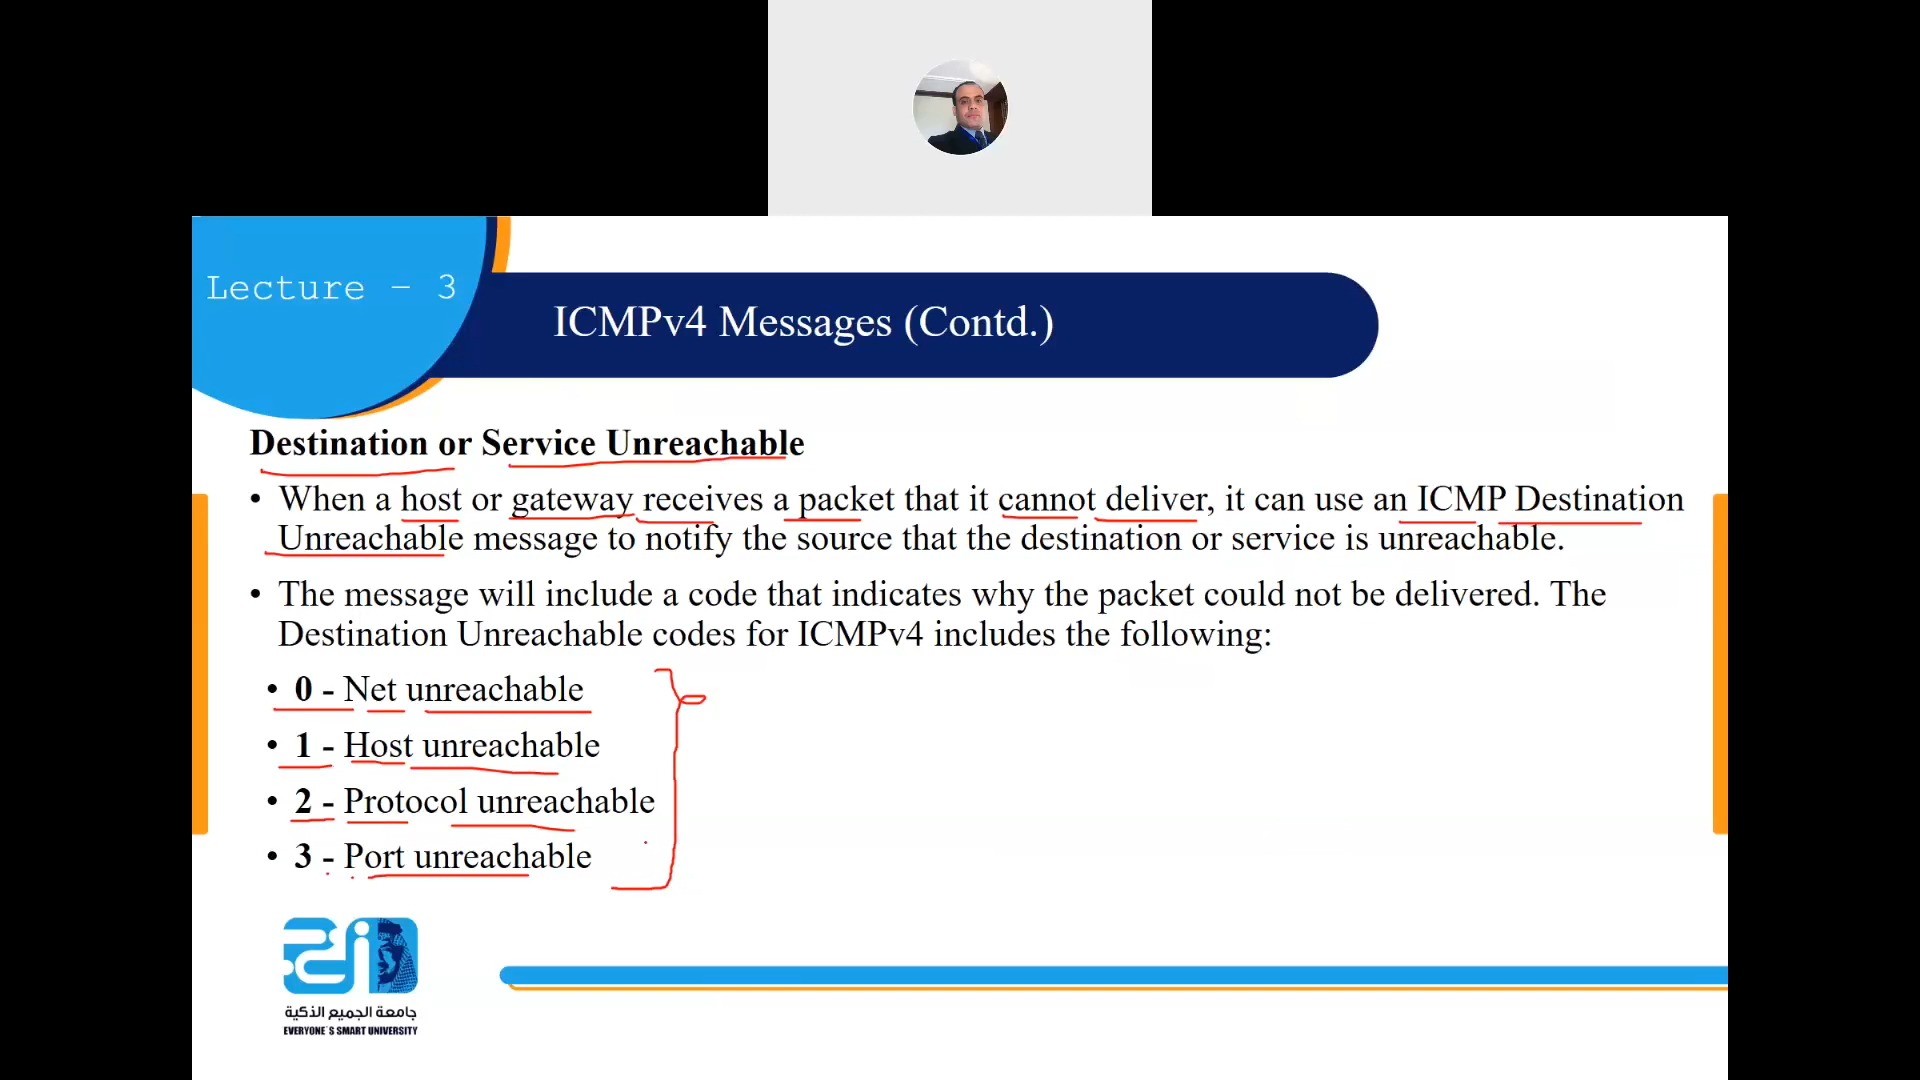 Lecture - 3
ICMPv4 Messages (Contd.)
Destination or Service Unreachable
• When a host or gateway receives a packet that it cannot deliver, it can use an ICMP Destination
Unreachable message to notify the source that the destination or service is unreachable.
• The message will include a code that indicates why the packet could not be delivered. The
Destination Unreachable codes for ICMPv4 includes the following:
• 0 - Net unreachable
• 1 - Host unreachable
• 2 - Protocol unreachable
• 3 - Port unreachable
جامعة الجميع الذكية
EVERYONE`S SMART UNIVERSITY